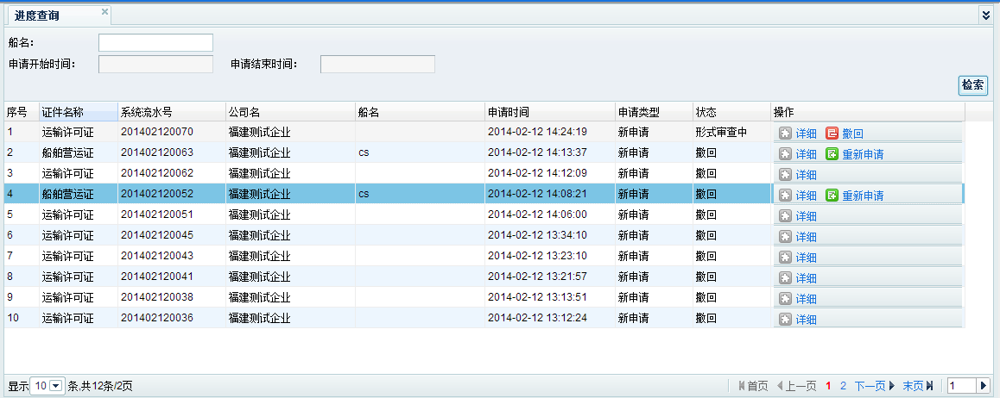 进度查询
船名：
申请开始时间： 申请结束时间：
检索
序号 证件名称 系统流水号 公司名 船名 申请时间 申请类型 状态 操作
1 运输许可证 201402120070 福建测试企业 2014-02-12 14:24:19 新申请 形式审查中 详细 撤回
2 船舶营运证 201402120063 福建测试企业 cs 2014-02-12 14:13:37 新申请 撤回 详细 重新申请
3 运输许可证 201402120062 福建测试企业 2014-02-12 14:12:09 新申请 撤回 详细
4 船舶营运证 201402120052 福建测试企业 cs 2014-02-12 14:08:21 新申请 撤回 详细 重新申请
5 运输许可证 201402120051 福建测试企业 2014-02-12 14:06:00 新申请 撤回 详细
6 运输许可证 201402120045 福建测试企业 2014-02-12 13:34:10 新申请 撤回 详细
7 运输许可证 201402120043 福建测试企业 2014-02-12 13:23:10 新申请 撤回 详细
8 运输许可证 201402120041 福建测试企业 2014-02-12 13:21:57 新申请 撤回 详细
9 运输许可证 201402120038 福建测试企业 2014-02-12 13:13:51 新申请 撤回 详细
10 运输许可证 201402120036 福建测试企业 2014-02-12 13:12:24 新申请 撤回 详细
显示 10 条,共12条/2页 首页 上一页 1 2 下一页 末页 1